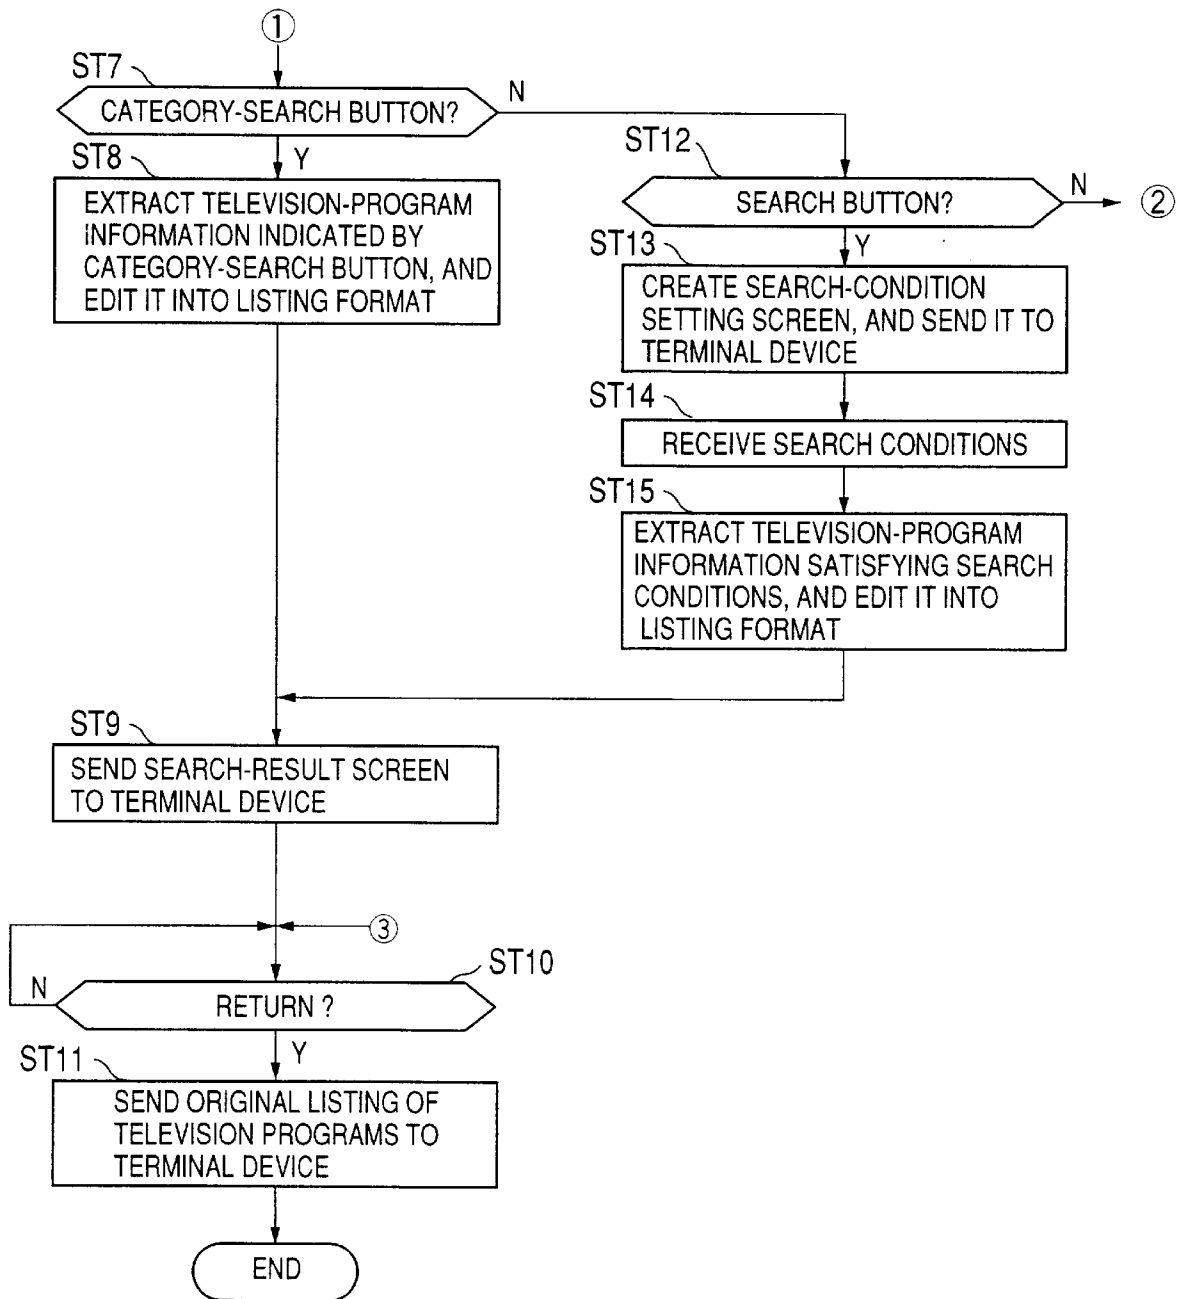 ①
ST7
CATEGORY-SEARCH BUTTON?
N
Y
ST8
EXTRACT TELEVISION-PROGRAM
INFORMATION INDICATED BY
CATEGORY-SEARCH BUTTON, AND
EDIT IT INTO LISTING FORMAT
ST12
SEARCH BUTTON?
N
②
Y
ST13
CREATE SEARCH-CONDITION
SETTING SCREEN, AND SEND IT TO
TERMINAL DEVICE
ST14
RECEIVE SEARCH CONDITIONS
ST15
EXTRACT TELEVISION-PROGRAM
INFORMATION SATISFYING SEARCH
CONDITIONS, AND EDIT IT INTO
LISTING FORMAT
ST9
SEND SEARCH-RESULT SCREEN
TO TERMINAL DEVICE
③
ST10
N
RETURN ?
Y
ST11
SEND ORIGINAL LISTING OF
TELEVISION PROGRAMS TO
TERMINAL DEVICE
END